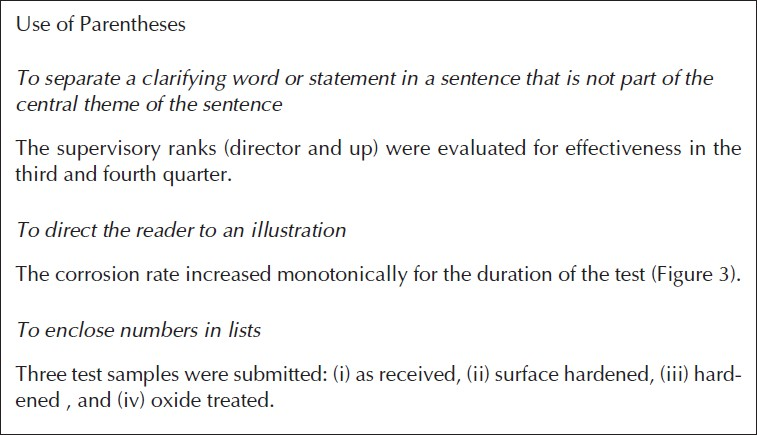 Use of Parentheses
To separate a clarifying word or statement in a sentence that is not part of the
central theme of the sentence
The supervisory ranks (director and up) were evaluated for effectiveness in the
third and fourth quarter.
To direct the reader to an illustration
The corrosion rate increased monotonically for the duration of the test (Figure 3).
To enclose numbers in lists
Three test samples were submitted: (i) as received, (ii) surface hardened, (iii) hard-
ened , and (iv) oxide treated.